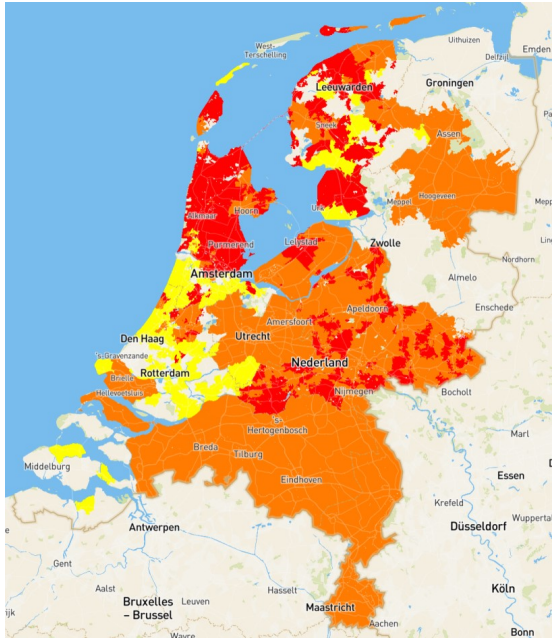 Uithuizen
West-
Terschelling
Delfzijl
Emden
Groningen
Leeuwarden
Sneek
Assen
Hoogeveen
Meppel
Alkmaar
Hoorn
Purmerend
Lelystad
Zwolle
Nordhorn
Amsterdam
Almelo
Apeldoorn
Enschede
Amersfoort
Den Haag
Utrecht
's-Gravenzande
Rotterdam
Nederland
Brielle
Nijmegen
Bocholt
Hellevoetsluis
's-
Hertogenbosch
Marl
Breda
Tilburg
Middelburg
Essen
Eindhoven
Krefeld
Antwerpen
Düsseldorf
Gent
Aalst
Hasselt
Köln
Bruxelles
– Brussel
Leuven
Maastricht
Aachen
Wavre
Bonn